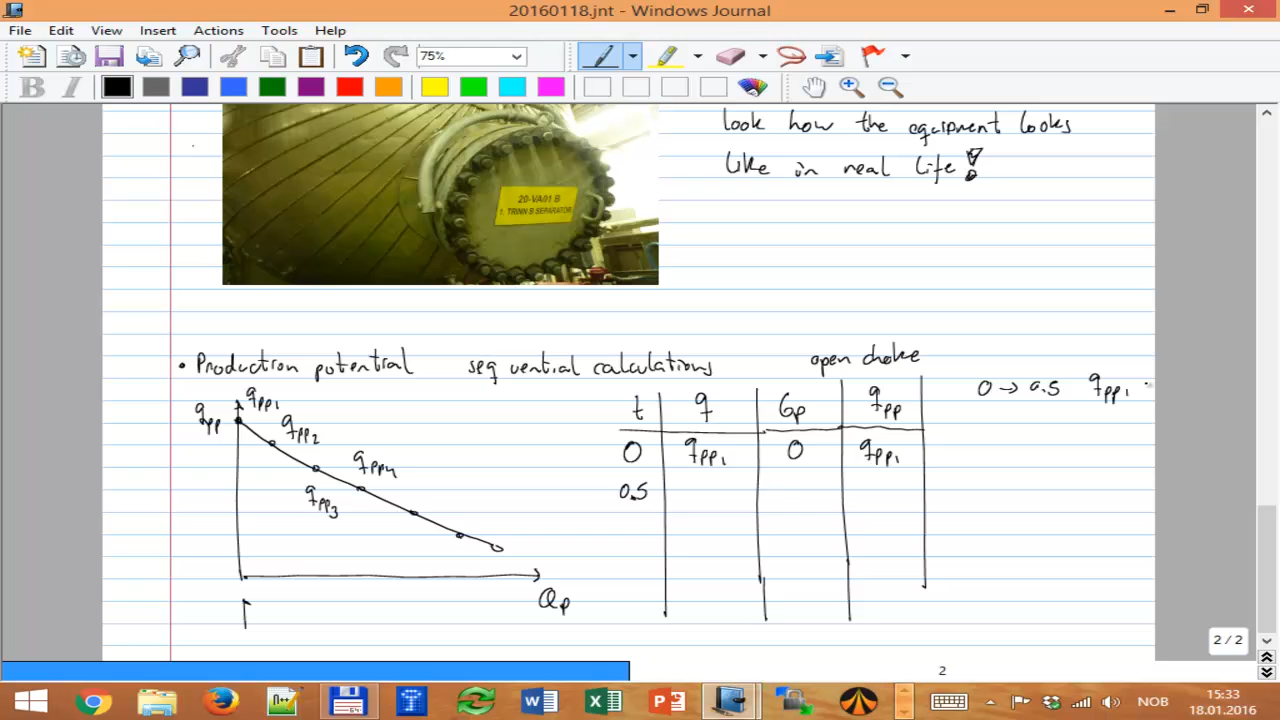 20160118.jnt - Windows Journal
File Edit View Insert Actions Tools Help
75%
B I
look how the equipment looks
like in real life!
20-VA01 B
1. TRINN B SEPARATOR
• Production potential sequential calculations open choke
qpp qpp1 qpp2 qpp3 qpp4
Qp
t q Gp qpp
0 qpp1 0 qpp1
0.5
0 → 0.5 qpp1
2 / 2
2
NOB
15:33
18.01.2016